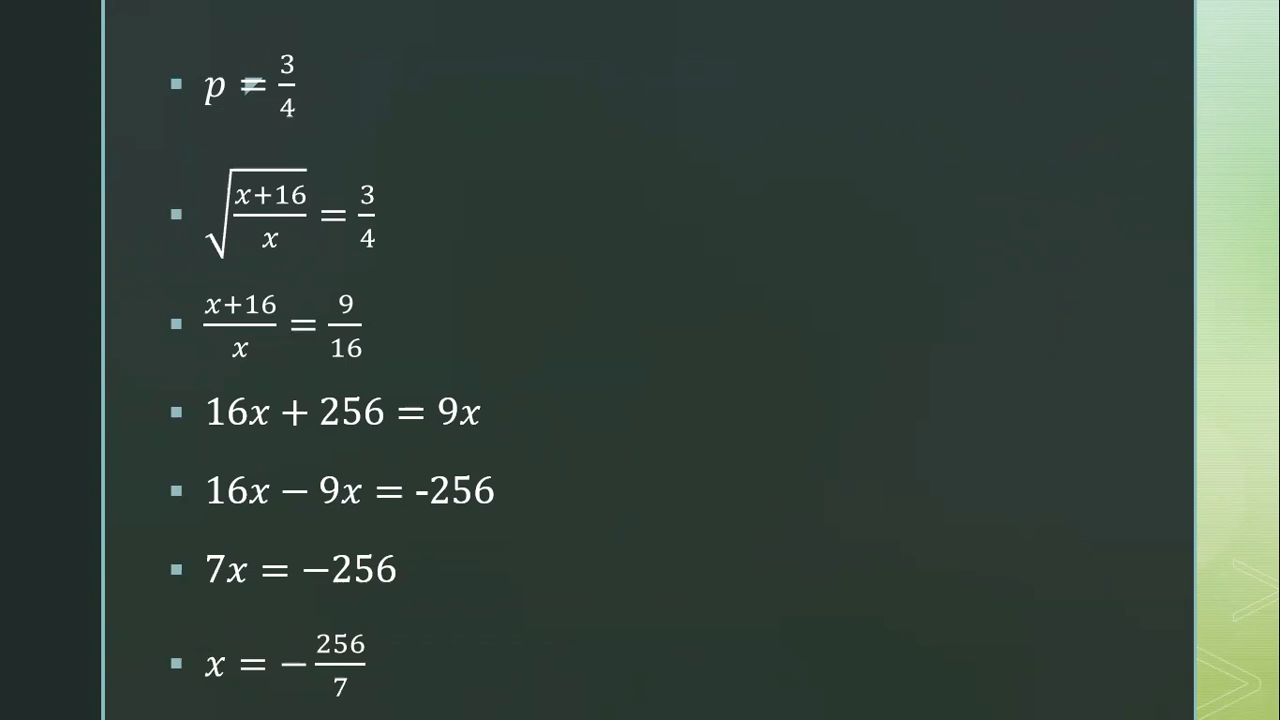 ▪ p = 3/4
▪ √((x+16)/x) = 3/4
▪ (x+16)/x = 9/16
▪ 16x + 256 = 9x
▪ 16x − 9x = -256
▪ 7x = −256
▪ x = − 256/7